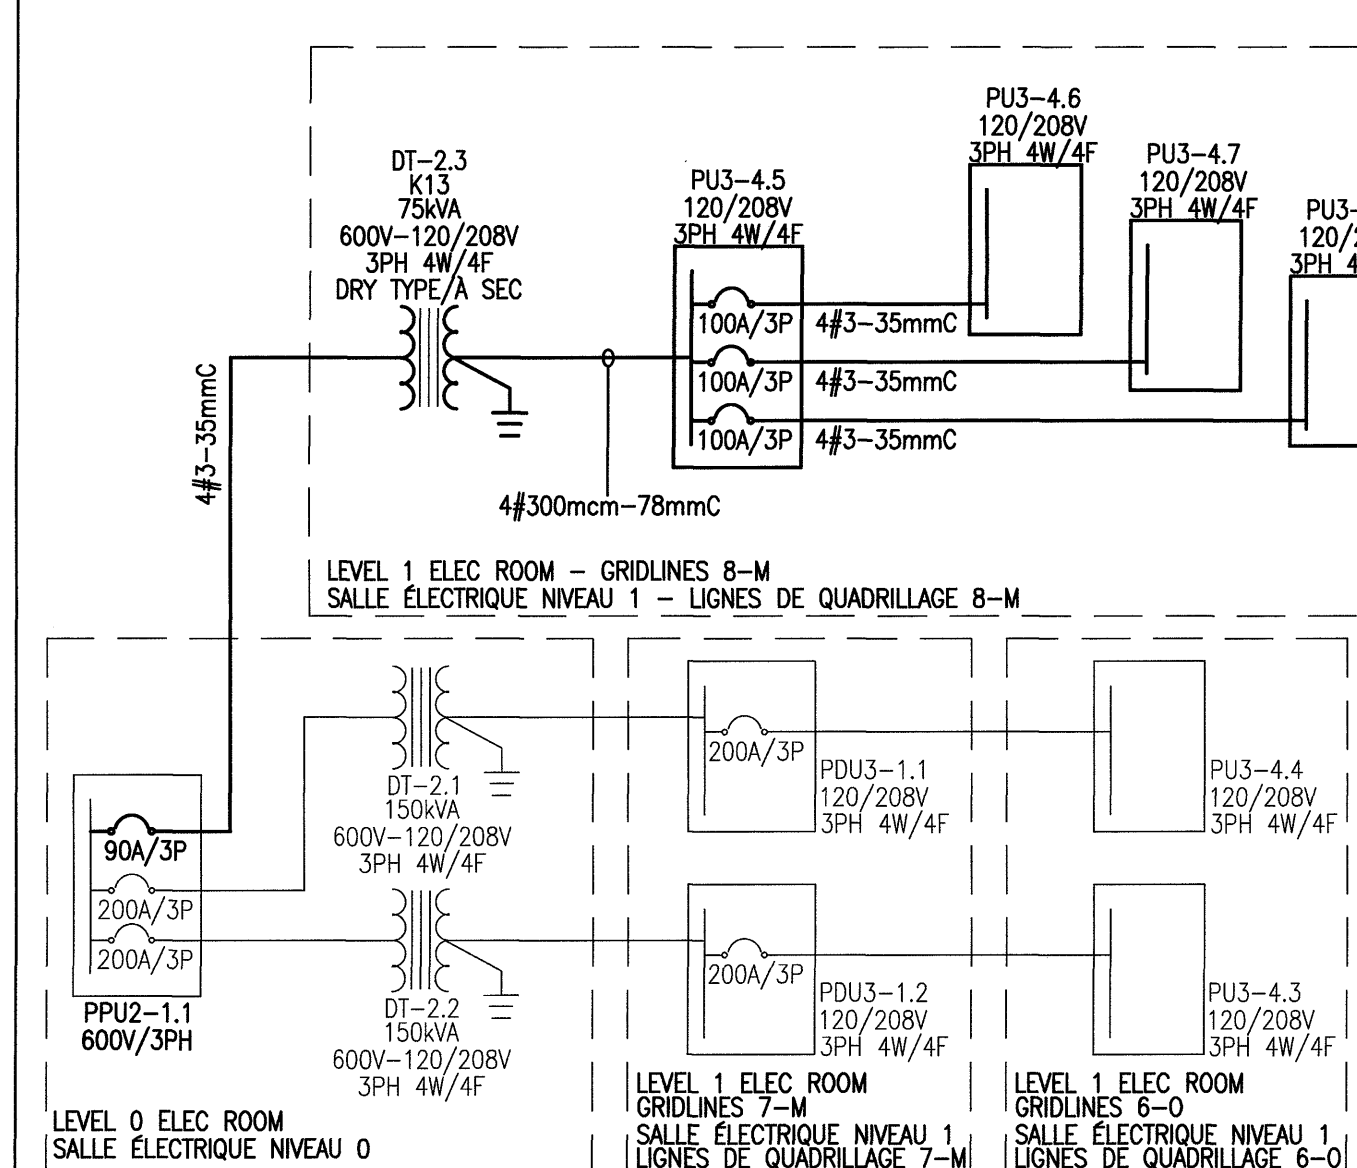 PU3-4.6
120/208V
3PH 4W/4F
PU3-4.7
120/208V
3PH 4W/4F
DT-2.3
K13
75kVA
600V-120/208V
3PH 4W/4F
DRY TYPE/À SEC
PU3-4.5
120/208V
3PH 4W/4F
PU3-
120/
3PH 4
100A/3P
4#3-35mmC
100A/3P
4#3-35mmC
100A/3P
4#3-35mmC
4#3-35mmC
4#300mcm-78mmC
LEVEL 1 ELEC ROOM - GRIDLINES 8-M
SALLE ÉLECTRIQUE NIVEAU 1 - LIGNES DE QUADRILLAGE 8-M
90A/3P
200A/3P
200A/3P
PPU2-1.1
600V/3PH
DT-2.1
150kVA
600V-120/208V
3PH 4W/4F
DT-2.2
150kVA
600V-120/208V
3PH 4W/4F
LEVEL 0 ELEC ROOM
SALLE ÉLECTRIQUE NIVEAU 0
200A/3P
PDU3-1.1
120/208V
3PH 4W/4F
200A/3P
PDU3-1.2
120/208V
3PH 4W/4F
LEVEL 1 ELEC ROOM
GRIDLINES 7-M
SALLE ÉLECTRIQUE NIVEAU 1
LIGNES DE QUADRILLAGE 7-M
PU3-4.4
120/208V
3PH 4W/4F
PU3-4.3
120/208V
3PH 4W/4F
LEVEL 1 ELEC ROOM
GRIDLINES 6-O
SALLE ÉLECTRIQUE NIVEAU 1
LIGNES DE QUADRILLAGE 6-O